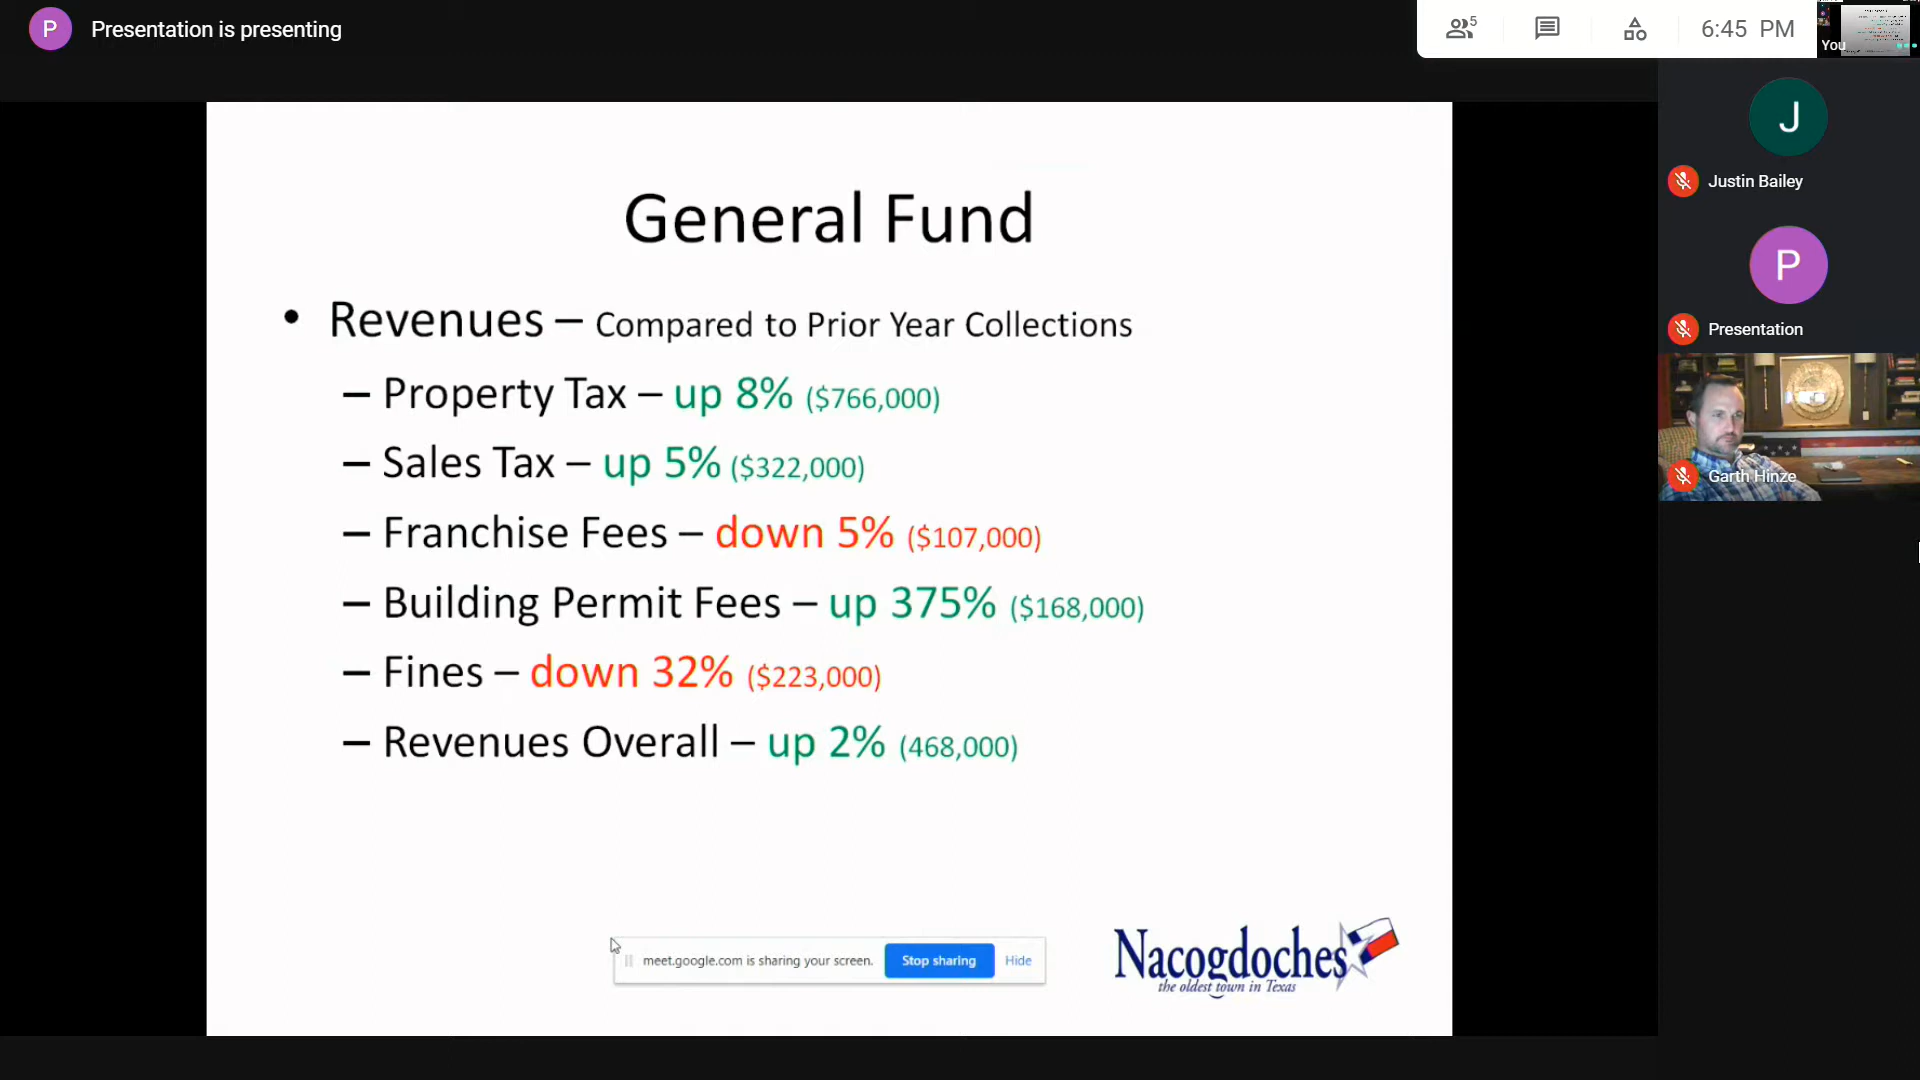 P
Presentation is presenting
5
6:45 PM
You
J
Justin Bailey
P
Presentation
Garth Hinze
General Fund
• Revenues – Compared to Prior Year Collections
– Property Tax – up 8% ($766,000)
– Sales Tax – up 5% ($322,000)
– Franchise Fees – down 5% ($107,000)
– Building Permit Fees – up 375% ($168,000)
– Fines – down 32% ($223,000)
– Revenues Overall – up 2% (468,000)
meet.google.com is sharing your screen.
Stop sharing
Hide
Nacogdoches
the oldest town in Texas